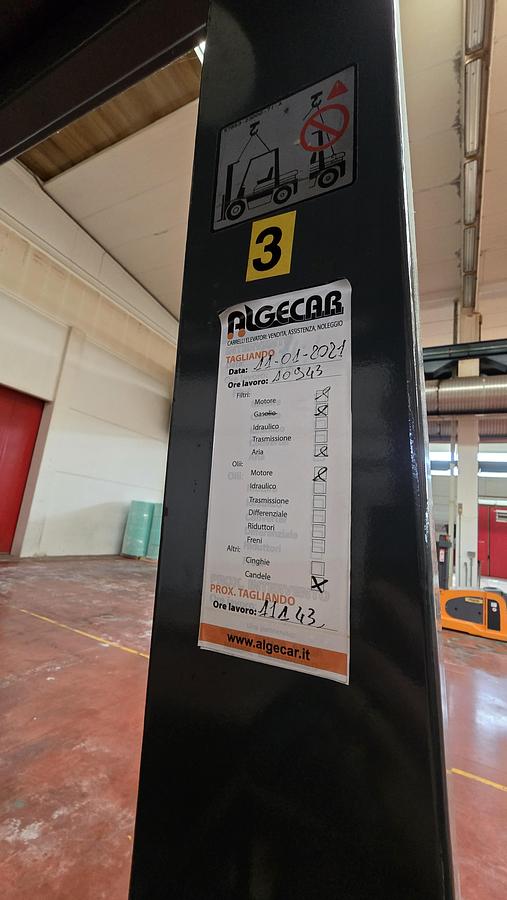 3
ALGECAR
CARRELLI ELEVATORI: VENDITA, ASSISTENZA, NOLEGGIO
TAGLIANDO
Data: 11-01-2021
Ore lavoro: 10943
Filtri:
Motore
Gasolio
Idraulico
Trasmissione
Aria
Olii:
Motore
Idraulico
Trasmissione
Differenziale
Riduttori
Freni
Altri:
Cinghie
Candele
PROX. TAGLIANDO
Ore lavoro: 11143
www.algecar.it